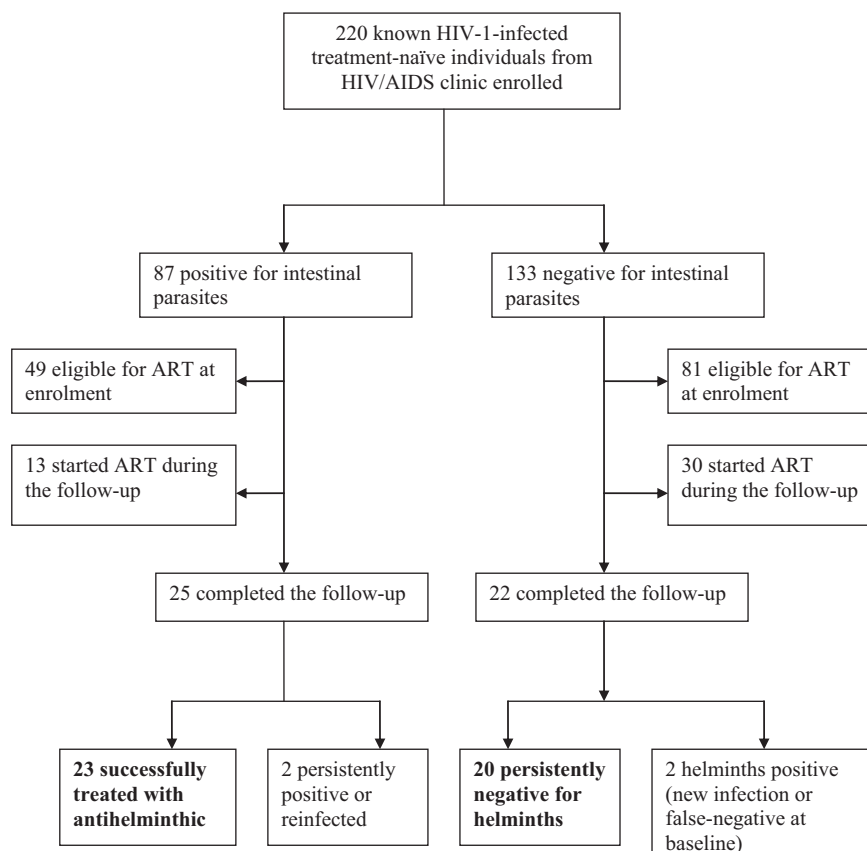 220 known HIV-1-infected
treatment-naïve individuals from
HIV/AIDS clinic enrolled
87 positive for intestinal
parasites
133 negative for intestinal
parasites
49 eligible for ART at
enrolment
81 eligible for ART
at enrolment
13 started ART during
the follow-up
30 started ART
during the follow-up
25 completed the follow-up
22 completed the follow-up
23 successfully
treated with
antihelminthic
2 persistently
positive or
reinfected
20 persistently
negative for
helminths
2 helminths positive
(new infection or
false-negative at
baseline)